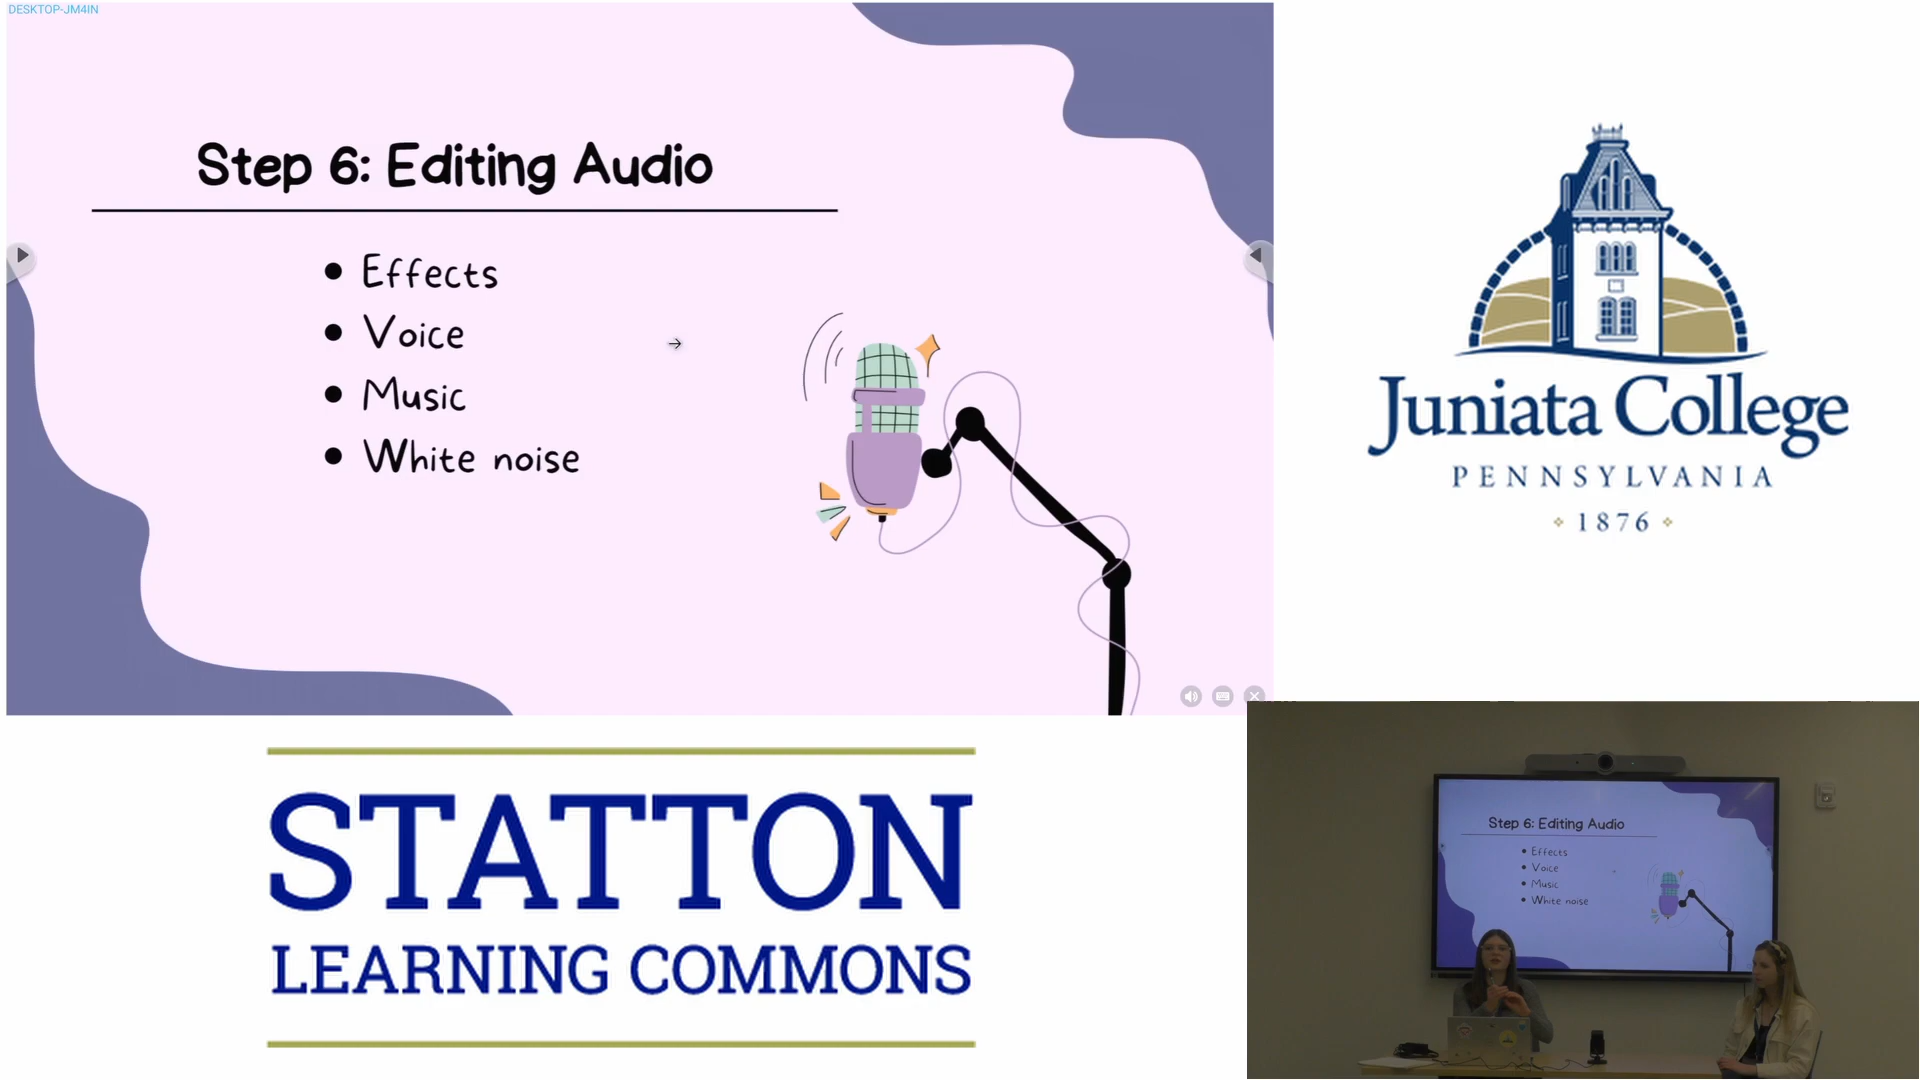 DESKTOP-JM4IN
Step 6: Editing Audio
Effects
Voice
Music
White noise
Juniata College
PENNSYLVANIA
1876
STATTON
LEARNING COMMONS
Step 6: Editing Audio
Effects
Voice
Music
White noise